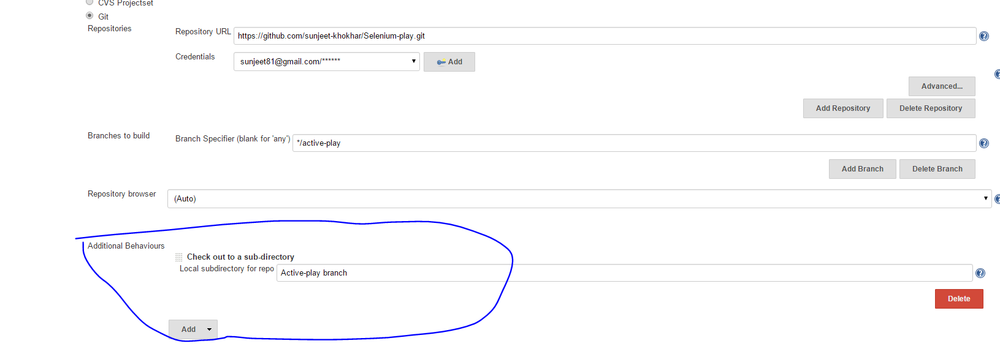 CVS Projectset
Git
Repositories
Repository URL https://github.com/sunjeet-khokhar/Selenium-play.git
Credentials sunjeet81@gmail.com/****** Add
Advanced...
Add Repository Delete Repository
Branches to build Branch Specifier (blank for 'any') */active-play
Add Branch Delete Branch
Repository browser (Auto)
Additional Behaviours
Check out to a sub-directory
Local subdirectory for repo Active-play branch
Delete
Add